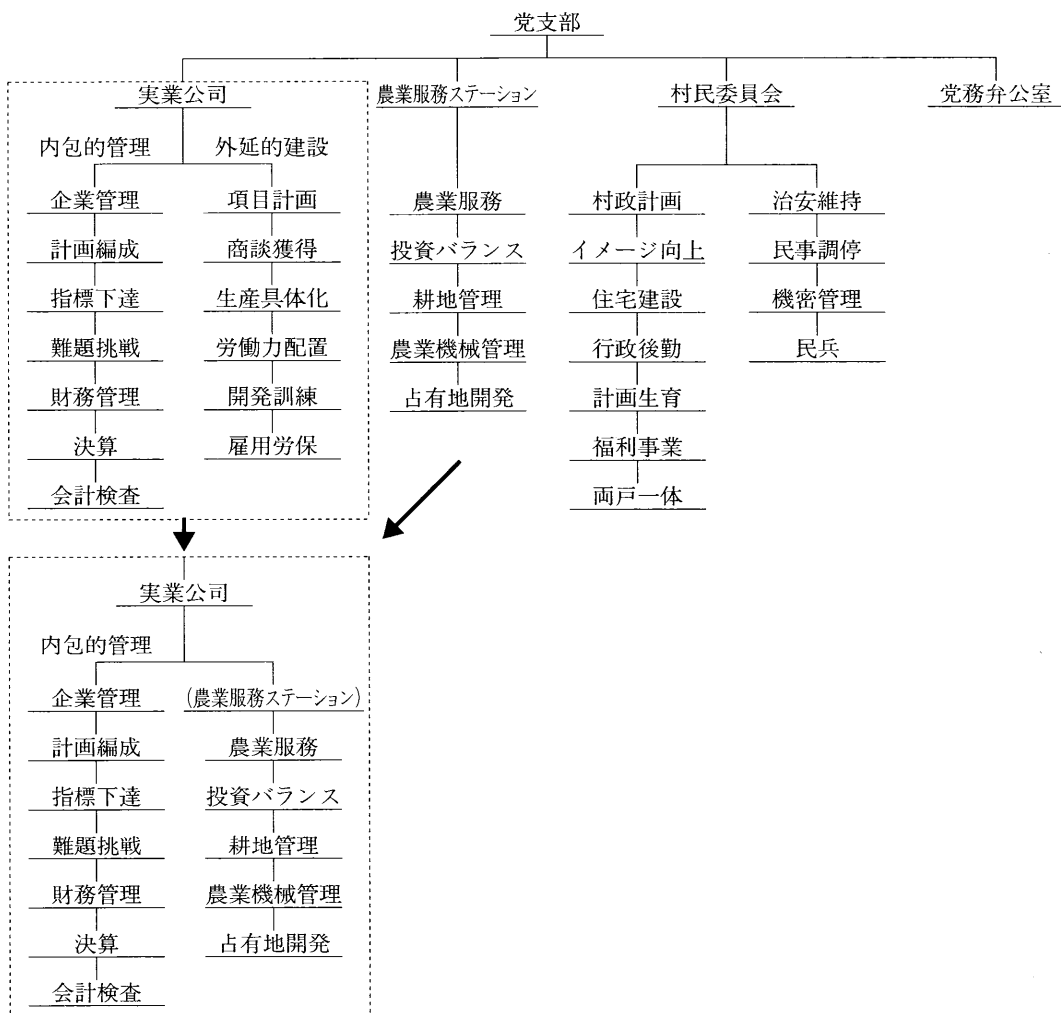 党支部
実業公司 農業服務ステーション 村民委員会 党務弁公室
内包的管理 外延的建設
企業管理 項目計画 農業服務 村政計画 治安維持
計画編成 商談獲得 投資バランス イメージ向上 民事調停
指標下達 生産具体化 耕地管理 住宅建設 機密管理
難題挑戦 労働力配置 農業機械管理 行政後勤 民兵
財務管理 開発訓練 占有地開発 計画生育
決算 雇用労保 福利事業
会計検査 両戸一体
実業公司
内包的管理
企業管理 (農業服務ステーション)
計画編成 農業服務
指標下達 投資バランス
難題挑戦 耕地管理
財務管理 農業機械管理
決算 占有地開発
会計検査